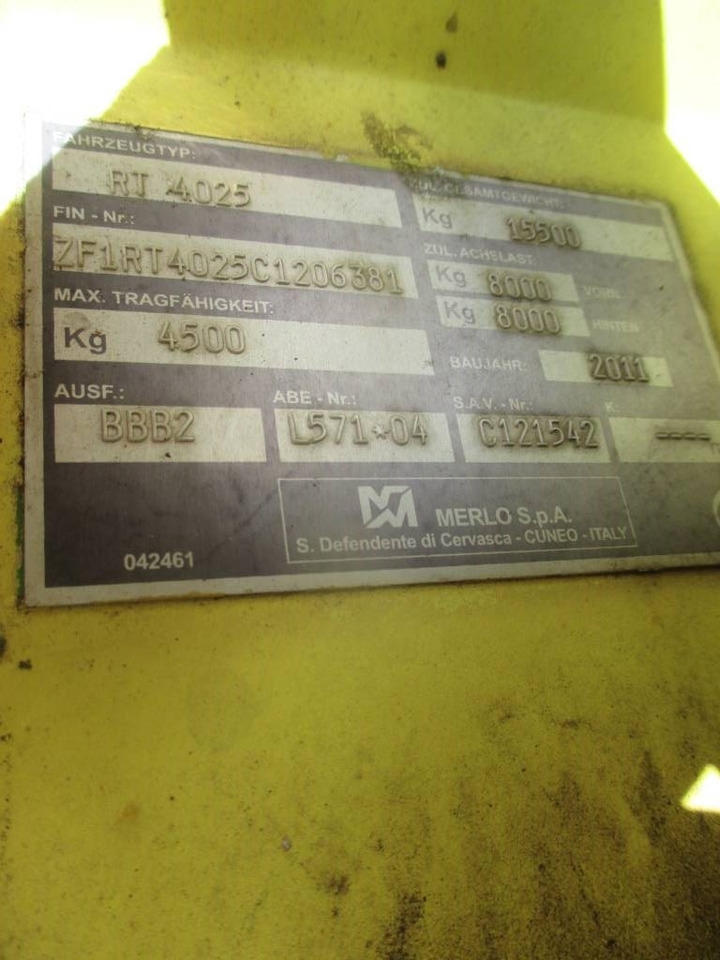 FAHRZEUGTYP:
RT 4025
ZUL. GESAMTGEWICHT:
Kg 15500
FIN - Nr.:
ZF1RT4025C1206381
ZUL. ACHSLAST:
Kg 8000 VORN.
Kg 8000 HINTEN
MAX. TRAGFÄHIGKEIT:
Kg 4500
BAUJAHR: 2011
AUSF.: ABE - Nr.: S.A.V. - Nr.: K.
BBB2 L571*04 C121542 ----
MERLO S.p.A.
S. Defendente di Cervasca - CUNEO - ITALY
042461